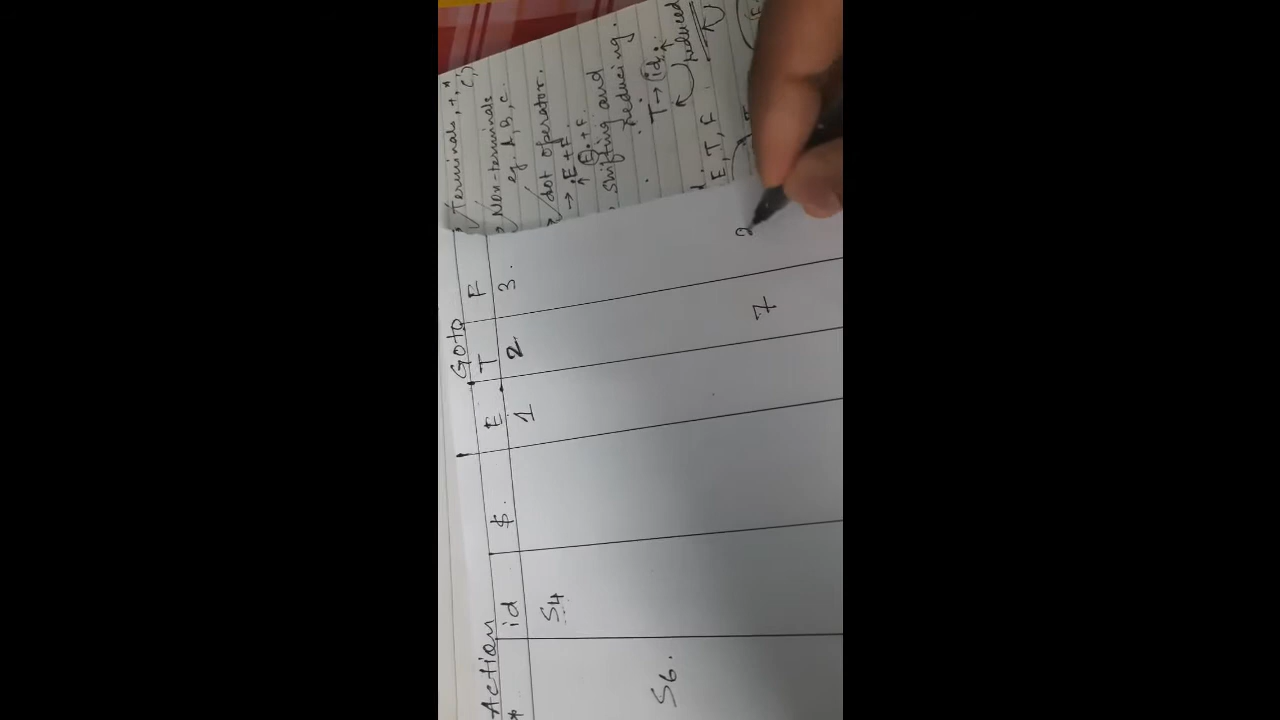 Terminals, +, *
(, )
Non-terminals
eg. A, B, C.
dot operator.
→ •E + F
↑ E• + F.
Shifting and
reducing.
T → id •
reduced
E, T, F
Action Goto
* id $. E T F
S4 1 2 3.
S6.
7